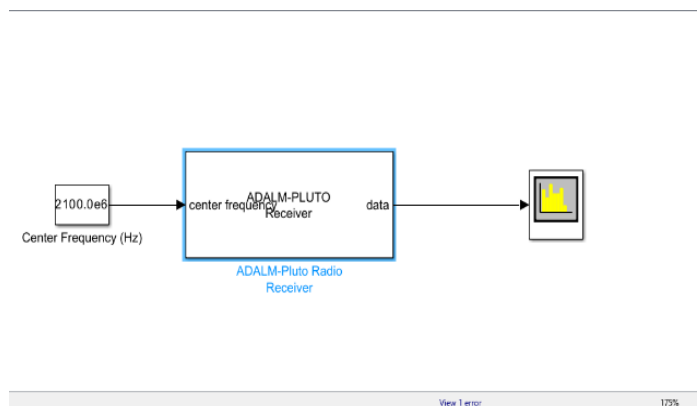 2100.0e6
Center Frequency (Hz)
center frequency
ADALM-PLUTO
Receiver
data
ADALM-Pluto Radio
Receiver
View 1 error
175%